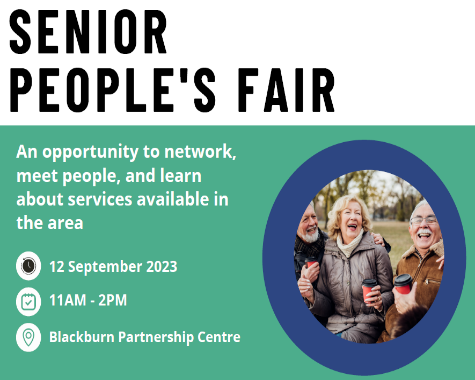 SENIOR
PEOPLE'S FAIR
An opportunity to network,
meet people, and learn
about services available in
the area
12 September 2023
11AM - 2PM
Blackburn Partnership Centre